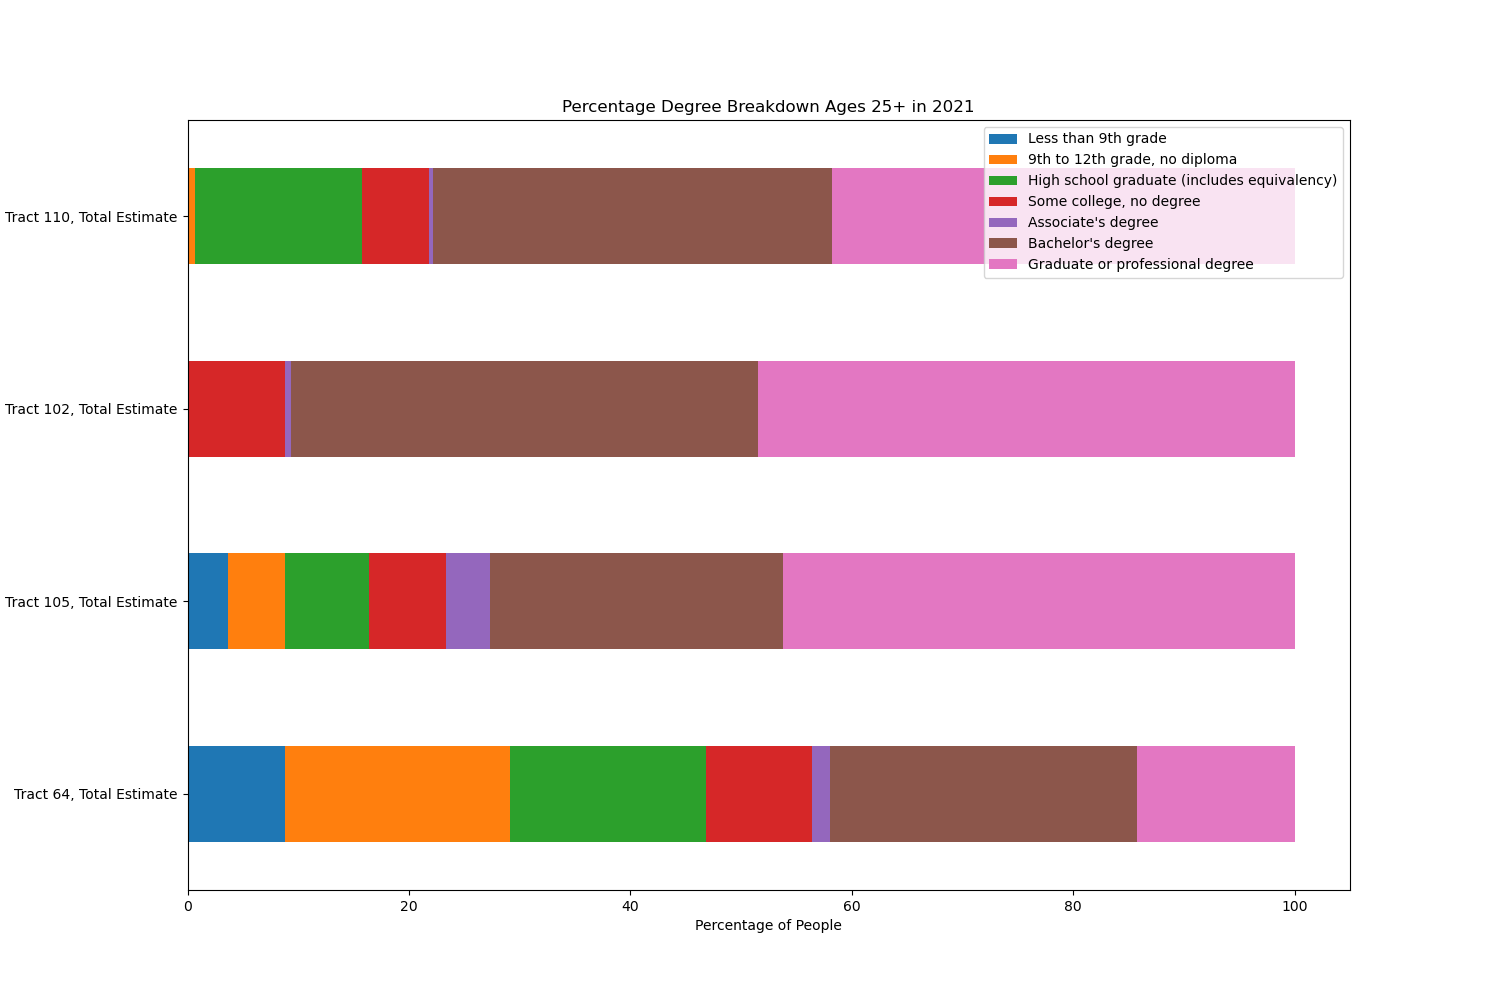 Percentage Degree Breakdown Ages 25+ in 2021
Less than 9th grade
9th to 12th grade, no diploma
High school graduate (includes equivalency)
Some college, no degree
Associate's degree
Bachelor's degree
Graduate or professional degree
Tract 110, Total Estimate
Tract 102, Total Estimate
Tract 105, Total Estimate
Tract 64, Total Estimate
0 20 40 60 80 100
Percentage of People